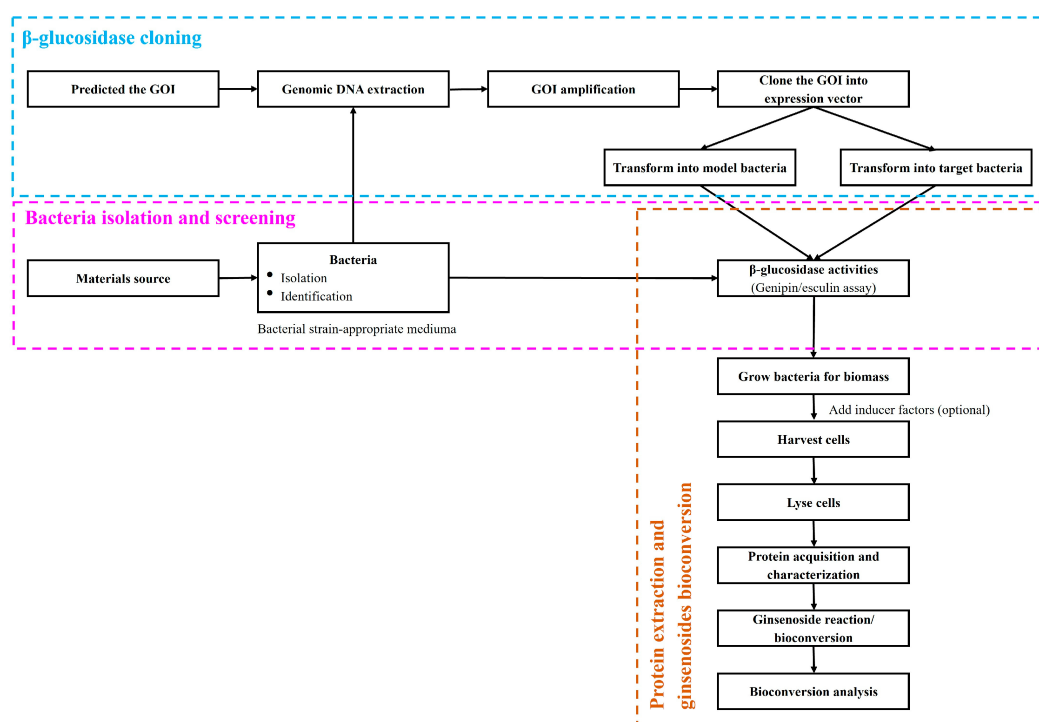 β-glucosidase cloning
Predicted the GOI
Genomic DNA extraction
GOI amplification
Clone the GOI into
expression vector
Transform into model bacteria
Transform into target bacteria
Bacteria isolation and screening
Materials source
Bacteria
• Isolation
• Identification
Bacterial strain-appropriate mediuma
β-glucosidase activities
(Genipin/esculin assay)
Grow bacteria for biomass
Add inducer factors (optional)
Harvest cells
Lyse cells
Protein acquisition and
characterization
Ginsenoside reaction/
bioconversion
Bioconversion analysis
Protein extraction and
ginsenosides bioconversion